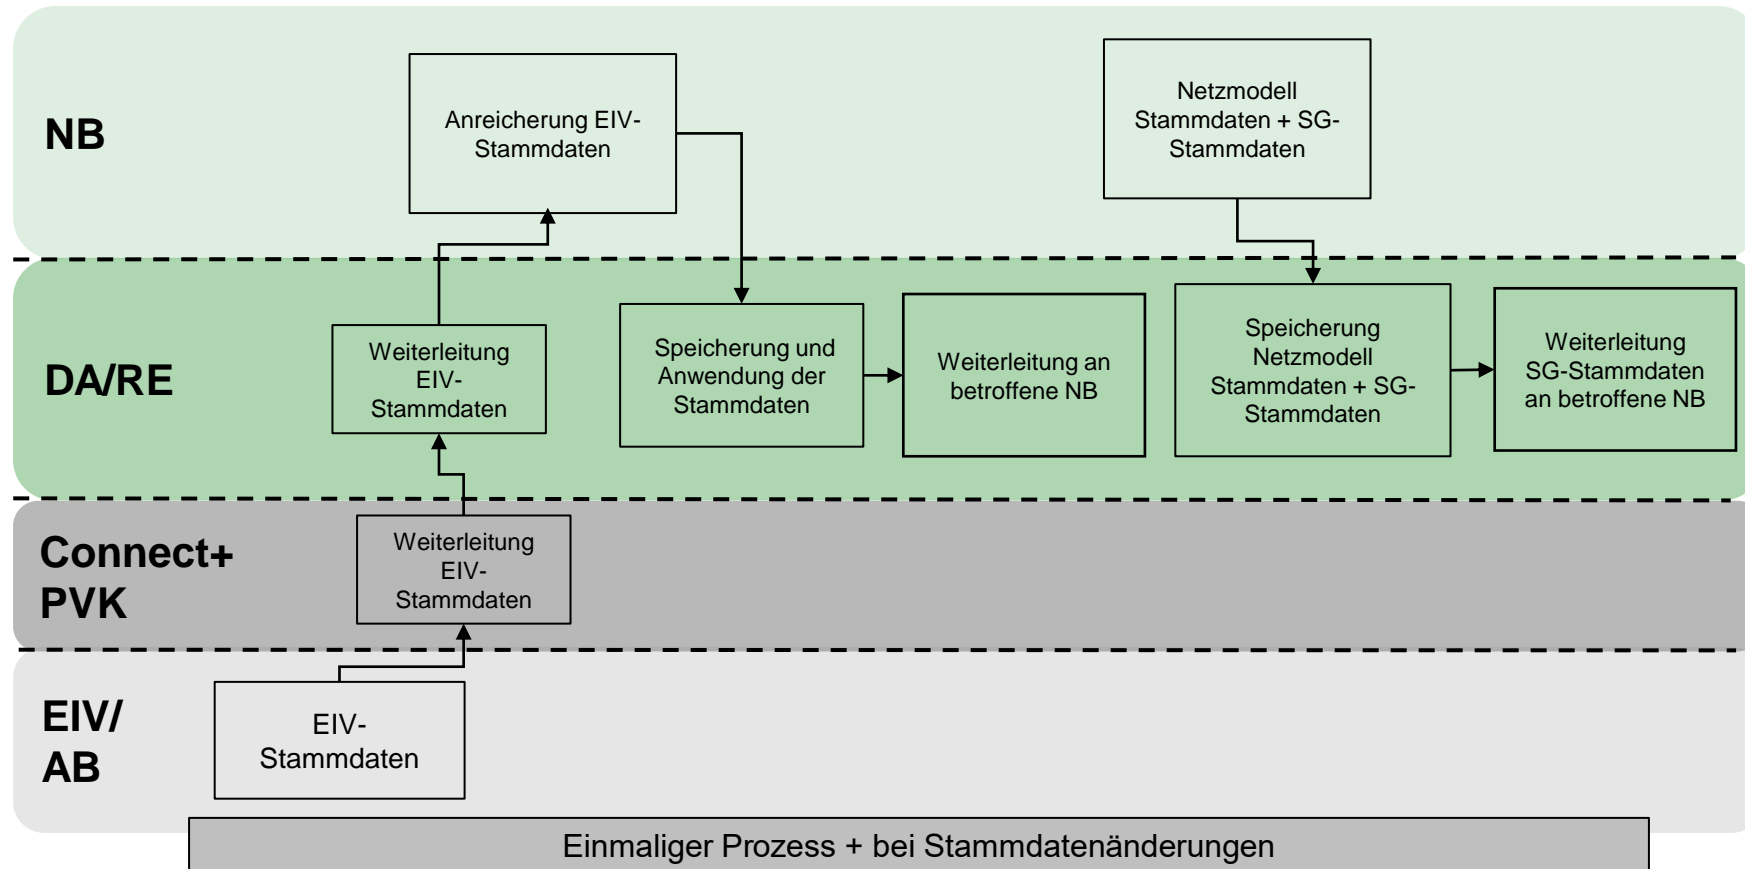 NB
Anreicherung EIV-
Stammdaten
Netzmodell
Stammdaten + SG-
Stammdaten
DA/RE
Weiterleitung
EIV-
Stammdaten
Speicherung und
Anwendung der
Stammdaten
Weiterleitung an
betroffene NB
Speicherung
Netzmodell
Stammdaten + SG-
Stammdaten
Weiterleitung
SG-Stammdaten
an betroffene NB
Connect+
PVK
Weiterleitung
EIV-
Stammdaten
EIV/
AB
EIV-
Stammdaten
Einmaliger Prozess + bei Stammdatenänderungen